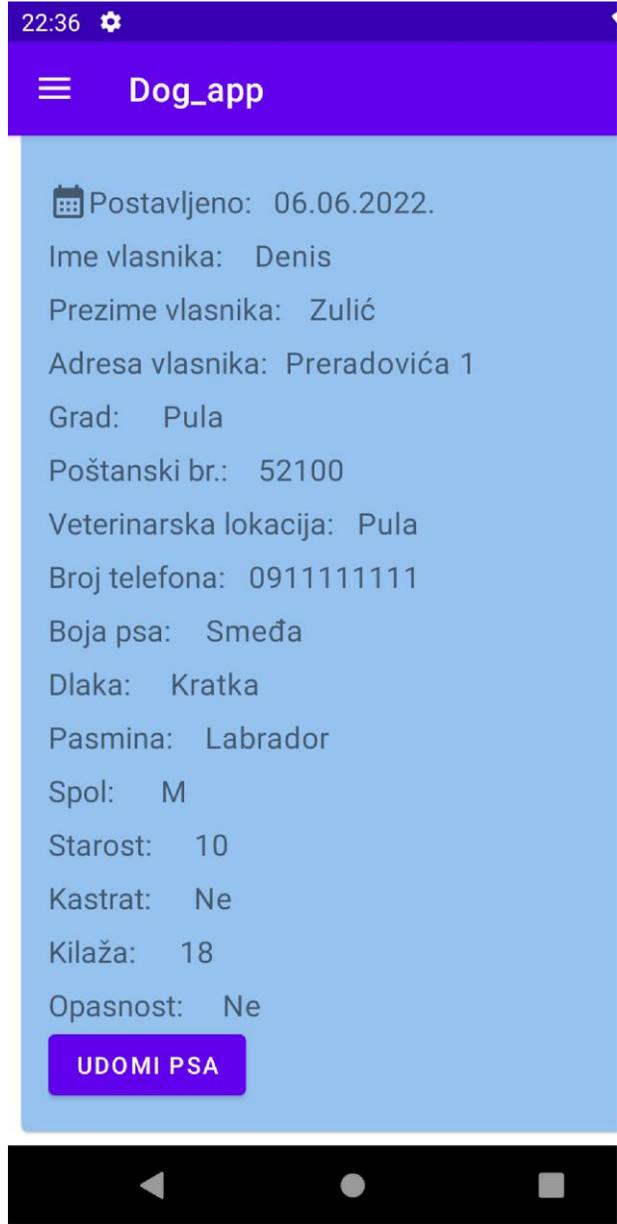 22:36
Dog_app
Postavljeno: 06.06.2022.
Ime vlasnika: Denis
Prezime vlasnika: Zulić
Adresa vlasnika: Preradovića 1
Grad: Pula
Poštanski br.: 52100
Veterinarska lokacija: Pula
Broj telefona: 0911111111
Boja psa: Smeđa
Dlaka: Kratka
Pasmina: Labrador
Spol: M
Starost: 10
Kastrat: Ne
Kilaža: 18
Opasnost: Ne
UDOMI PSA